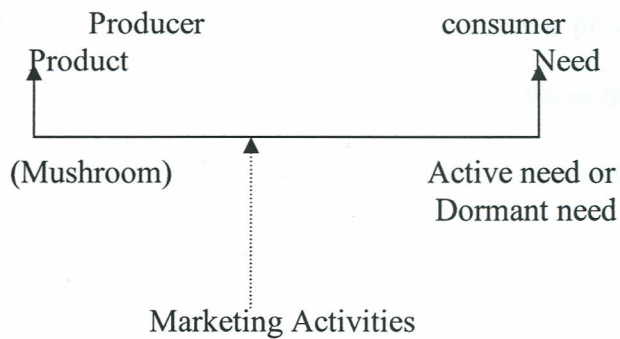 Producer consumer
Product Need
(Mushroom) Active need or
Dormant need
Marketing Activities